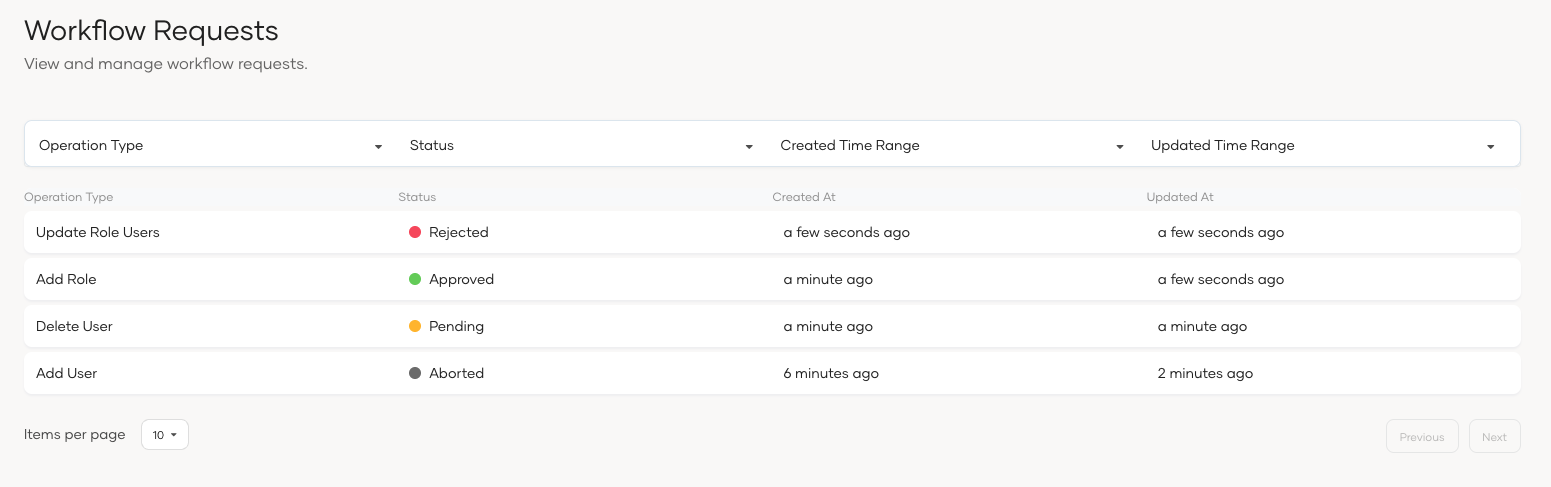 Workflow Requests
View and manage workflow requests.
Operation Type Status Created Time Range Updated Time Range
Operation Type Status Created At Updated At
Update Role Users Rejected a few seconds ago a few seconds ago
Add Role Approved a minute ago a few seconds ago
Delete User Pending a minute ago a minute ago
Add User Aborted 6 minutes ago 2 minutes ago
Items per page 10 Previous Next